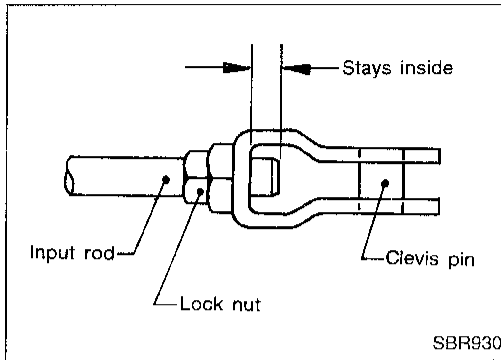 Stays inside
Input rod
Clevis pin
Lock nut
SBR930